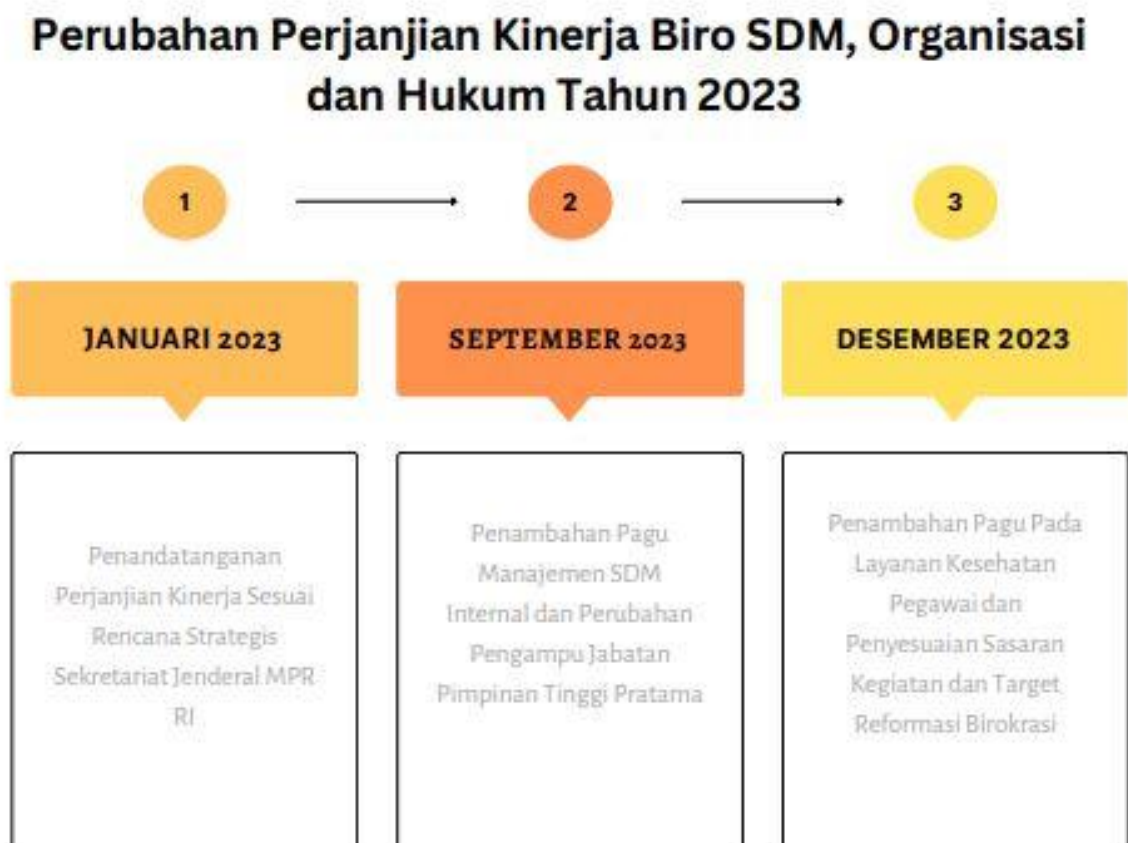 Perubahan Perjanjian Kinerja Biro SDM, Organisasi
dan Hukum Tahun 2023
1
2
3
JANUARI 2023
SEPTEMBER 2023
DESEMBER 2023
Penandatanganan
Perjanjian Kinerja Sesuai
Rencana Strategis
Sekretariat Jenderal MPR
RI
Penambahan Pagu
Manajemen SDM
Internal dan Perubahan
Pengampu Jabatan
Pimpinan Tinggi Pratama
Penambahan Pagu Pada
Layanan Kesehatan
Pegawai dan
Penyesuaian Sasaran
Kegiatan dan Target
Reformasi Birokrasi